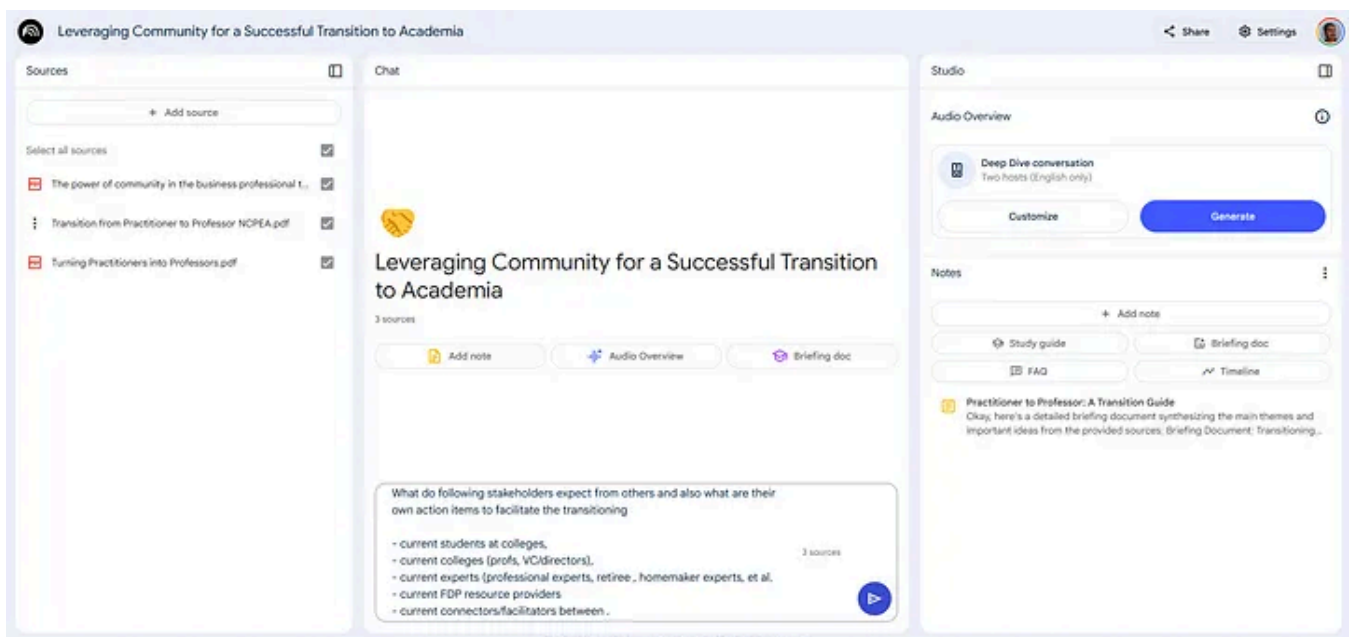 Leveraging Community for a Successful Transition to Academia
Share
Settings
Sources
+ Add source
Select all sources
The power of community in the business professional t...
Transition from Practitioner to Professor NCPEA.pdf
Turning Practitioners into Professors.pdf
Chat
Leveraging Community for a Successful Transition
to Academia
3 sources
Add note
Audio Overview
Briefing doc
What do following stakeholders expect from others and also what are their
own action items to facilitate the transitioning
- current students at colleges,
- current colleges (profs, VC/directors),
- current experts (professional experts, retiree , homemaker experts, et al.
- current FDP resource providers
- current connectors/facilitators between .
3 sources
Studio
Audio Overview
Deep Dive conversation
Two hosts (English only)
Customize
Generate
Notes
+ Add note
Study guide
Briefing doc
FAQ
Timeline
Practitioner to Professor: A Transition Guide
Okay, here's a detailed briefing document synthesizing the main themes and
important ideas from the provided sources: Briefing Document: Transitioning...